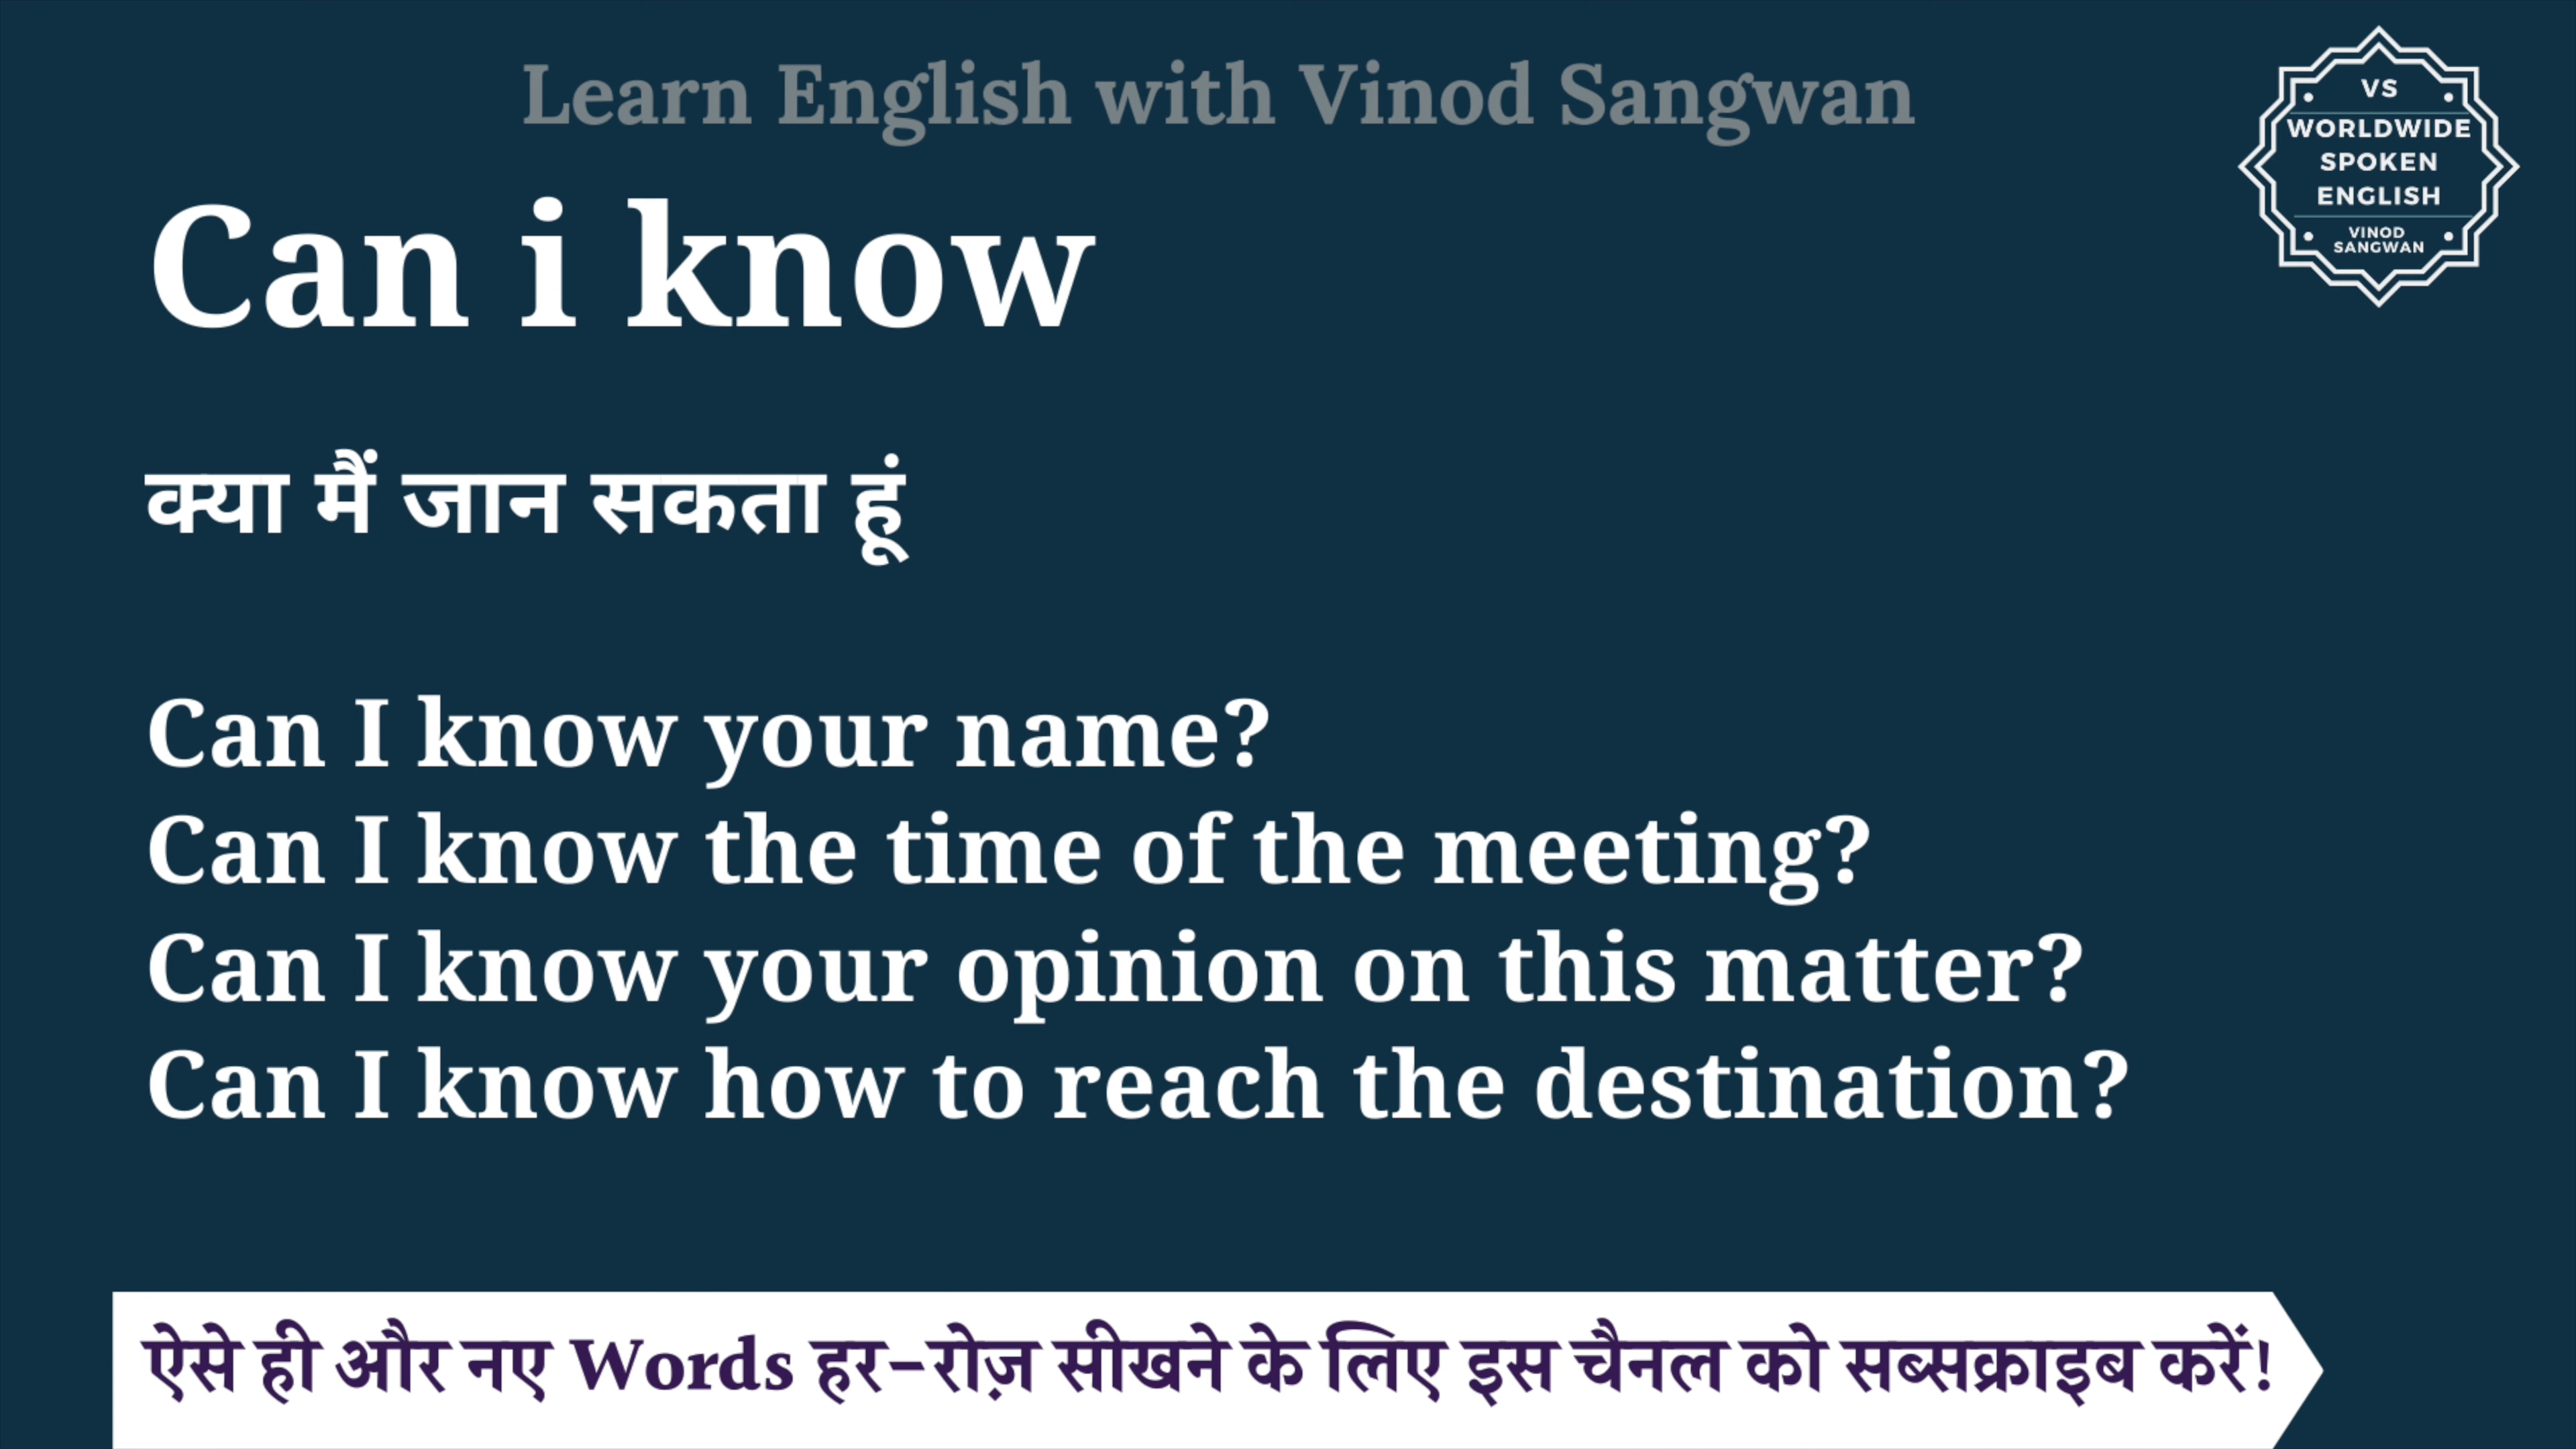 Learn English with Vinod Sangwan
VS
WORLDWIDE
SPOKEN
ENGLISH
VINOD
SANGWAN
Can i know
क्या मैं जान सकता हूं
Can I know your name?
Can I know the time of the meeting?
Can I know your opinion on this matter?
Can I know how to reach the destination?
ऐसे ही और नए Words हर-रोज़ सीखने के लिए इस चैनल को सब्सक्राइब करें!